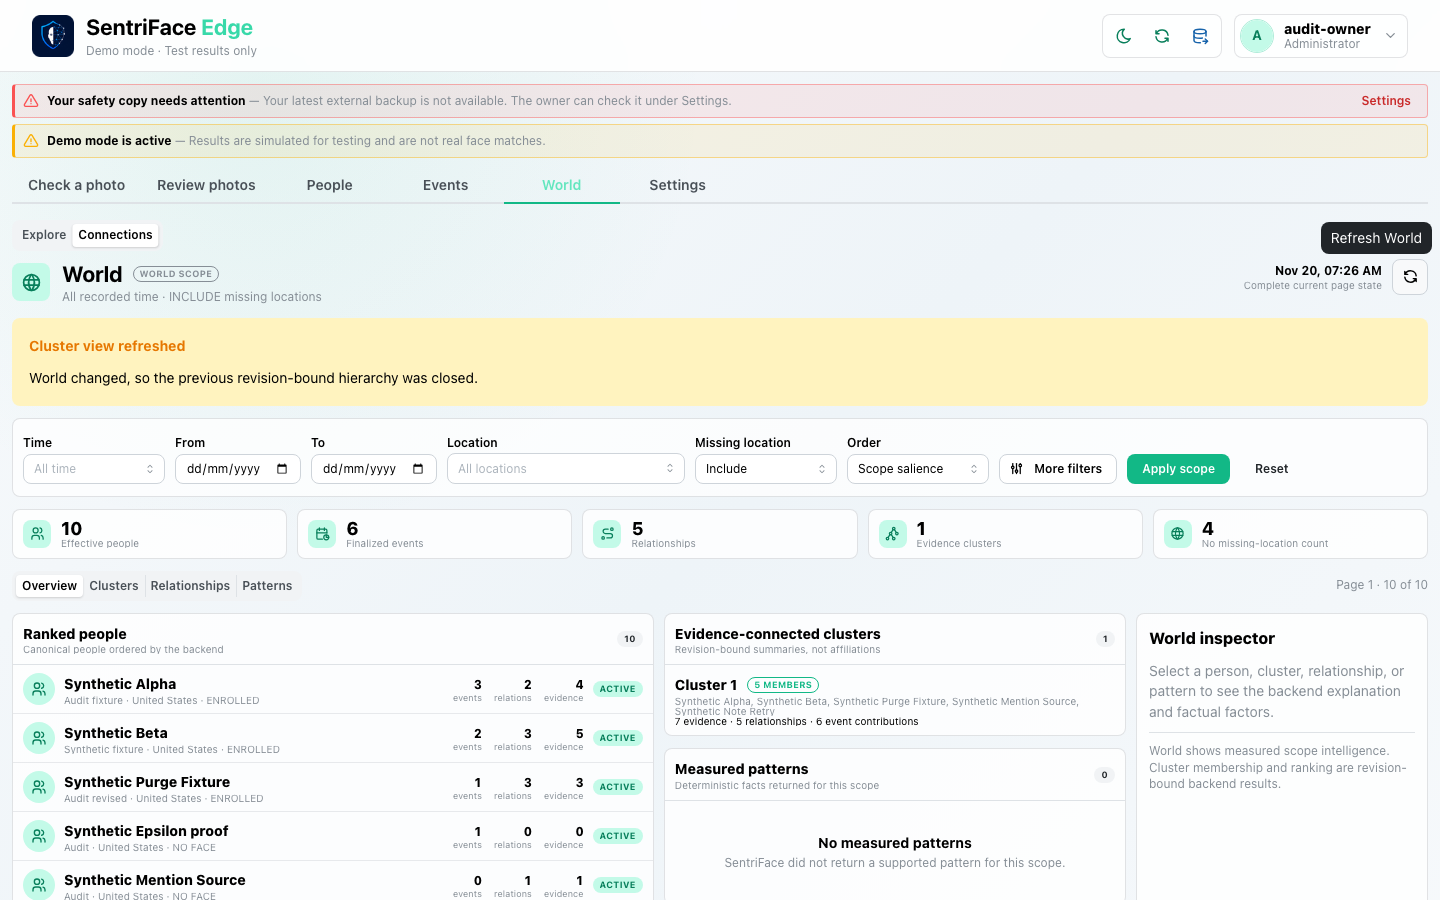 SentriFace Edge
Demo mode · Test results only
A
audit-owner
Administrator
Your safety copy needs attention — Your latest external backup is not available. The owner can check it under Settings.
Settings
Demo mode is active — Results are simulated for testing and are not real face matches.
Check a photo
Review photos
People
Events
World
Settings
Explore
Connections
Refresh World
World
WORLD SCOPE
All recorded time · INCLUDE missing locations
Nov 20, 07:26 AM
Complete current page state
Cluster view refreshed
World changed, so the previous revision-bound hierarchy was closed.
Time
From
To
Location
Missing location
Order
All time
dd/mm/yyyy
dd/mm/yyyy
All locations
Include
Scope salience
More filters
Apply scope
Reset
10
Effective people
6
Finalized events
5
Relationships
1
Evidence clusters
4
No missing-location count
Overview
Clusters
Relationships
Patterns
Page 1 · 10 of 10
Ranked people
Canonical people ordered by the backend
10
Synthetic Alpha
Audit fixture · United States · ENROLLED
3 events
2 relations
4 evidence
ACTIVE
Synthetic Beta
Synthetic fixture · United States · ENROLLED
2 events
3 relations
5 evidence
ACTIVE
Synthetic Purge Fixture
Audit revised · United States · ENROLLED
1 events
3 relations
3 evidence
ACTIVE
Synthetic Epsilon proof
Audit · United States · NO FACE
1 events
0 relations
0 evidence
ACTIVE
Synthetic Mention Source
Audit · United States · NO FACE
0 events
1 relations
1 evidence
ACTIVE
Evidence-connected clusters
Revision-bound summaries, not affiliations
1
Cluster 1
5 MEMBERS
Synthetic Alpha, Synthetic Beta, Synthetic Purge Fixture, Synthetic Mention Source,
Synthetic Note Retry
7 evidence · 5 relationships · 6 event contributions
Measured patterns
Deterministic facts returned for this scope
0
No measured patterns
SentriFace did not return a supported pattern for this scope.
World inspector
Select a person, cluster, relationship, or
pattern to see the backend explanation
and factual factors.
World shows measured scope intelligence.
Cluster membership and ranking are revision-
bound backend results.